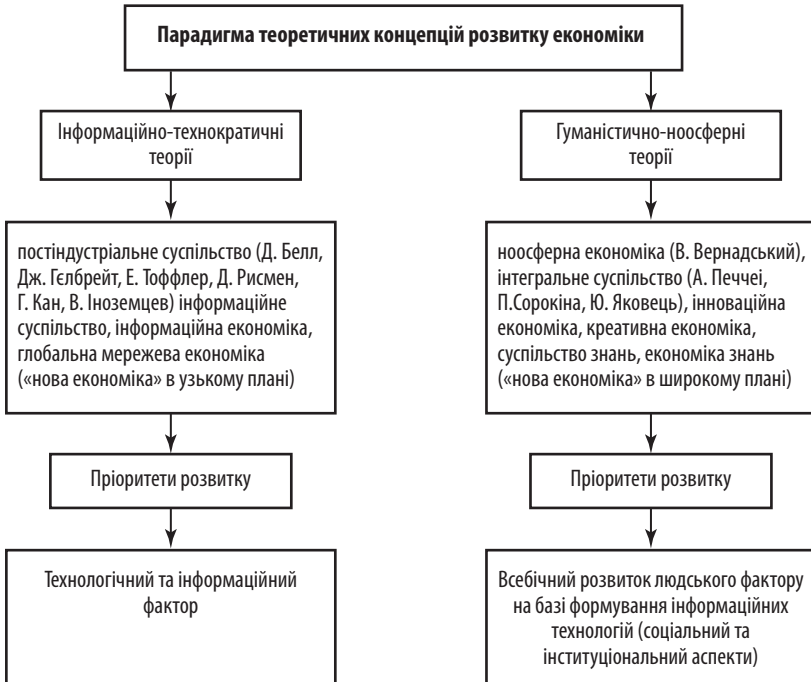 Парадигма теоретичних концепцій розвитку економіки
Інформаційно-технократичні
теорії
Гуманістично-ноосферні
теорії
постіндустріальне суспільство (Д. Белл,
Дж. Гєлбрейт, Е. Тоффлер, Д. Рисмен,
Г. Кан, В. Іноземцев) інформаційне
суспільство, інформаційна економіка,
глобальна мережева економіка
(«нова економіка» в узькому плані)
ноосферна економіка (В. Вернадський),
інтегральне суспільство (А. Печчеі,
П.Сорокіна, Ю. Яковець), інноваційна
економіка, креативна економіка,
суспільство знань, економіка знань
(«нова економіка» в широкому плані)
Пріоритети розвитку
Пріоритети розвитку
Технологічний та інформаційний
фактор
Всебічний розвиток людського фактору
на базі формування інформаційних
технологій (соціальний та
інституціональний аспекти)